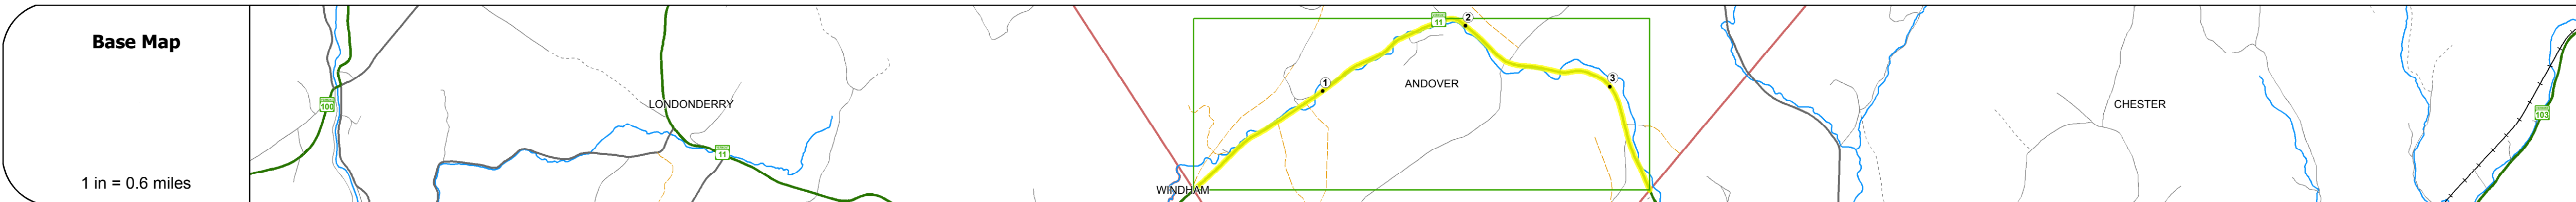 Base Map
1 in = 0.6 miles
100
LONDONDERRY
11
WINDHAM
1
11
2
ANDOVER
3
CHESTER
103